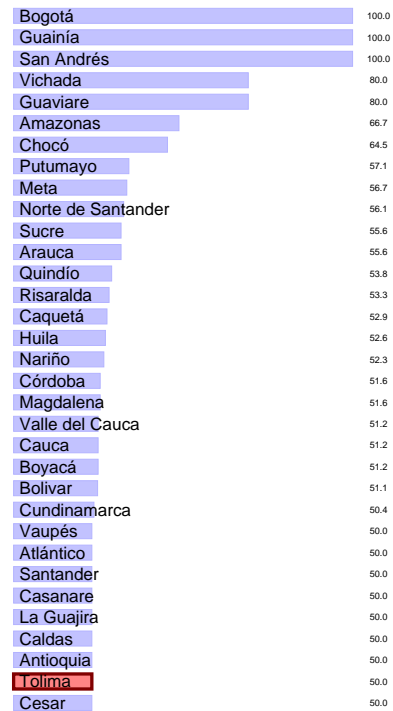 Bogotá 100.0
Guainía 100.0
San Andrés 100.0
Vichada 80.0
Guaviare 80.0
Amazonas 66.7
Chocó 64.5
Putumayo 57.1
Meta 56.7
Norte de Santander 56.1
Sucre 55.6
Arauca 55.6
Quindío 53.8
Risaralda 53.3
Caquetá 52.9
Huila 52.6
Nariño 52.3
Córdoba 51.6
Magdalena 51.6
Valle del Cauca 51.2
Cauca 51.2
Boyacá 51.2
Bolivar 51.1
Cundinamarca 50.4
Vaupés 50.0
Atlántico 50.0
Santander 50.0
Casanare 50.0
La Guajira 50.0
Caldas 50.0
Antioquia 50.0
Tolima 50.0
Cesar 50.0